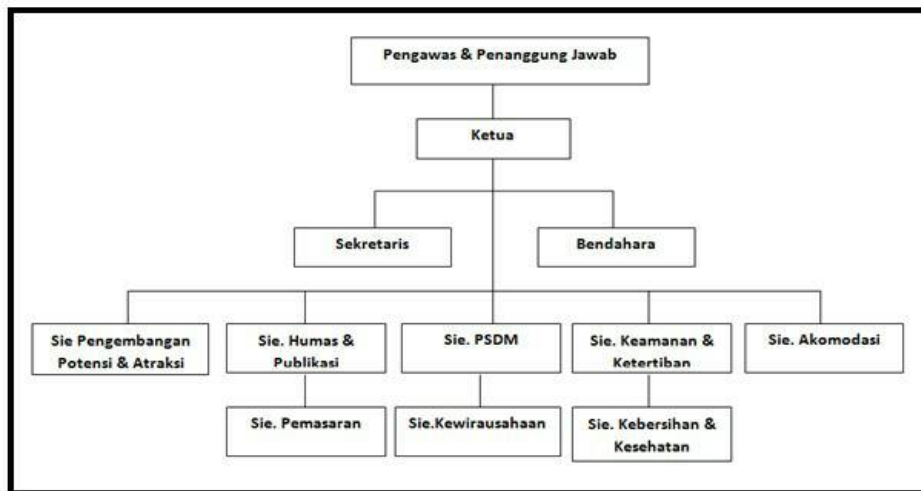 Pengawas & Penanggung Jawab
Ketua
Sekretaris
Bendahara
Sie Pengembangan
Potensi & Atraksi
Sie. Humas &
Publikasi
Sie. PSDM
Sie. Keamanan &
Ketertiban
Sie. Akomodasi
Sie. Pemasaran
Sie.Kewirausahaan
Sie. Kebersihan &
Kesehatan